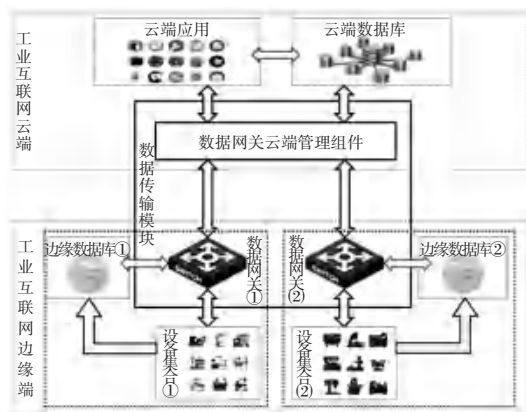 工业互联网云端
云端应用
云端数据库
数据网关云端管理组件
数据传输模块
工业互联网边缘端
边缘数据库①
数据网关①
数据网关②
边缘数据库②
设备集合①
设备集合②